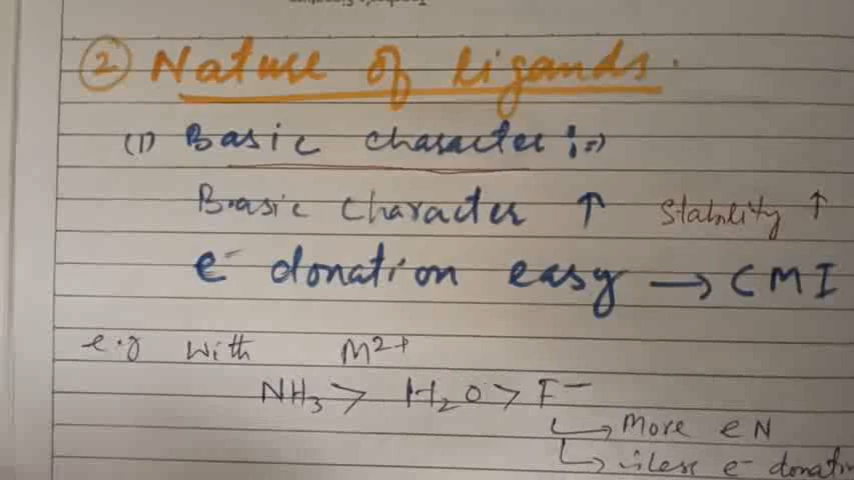 ② Nature of ligands.
(1) Basic character :⇒
Basic character ↑ Stability ↑
e⁻ donation easy → CMI
e.g With M²⁺
NH₃ > H₂O > F⁻
↳ More eN
↳ less e⁻ donation